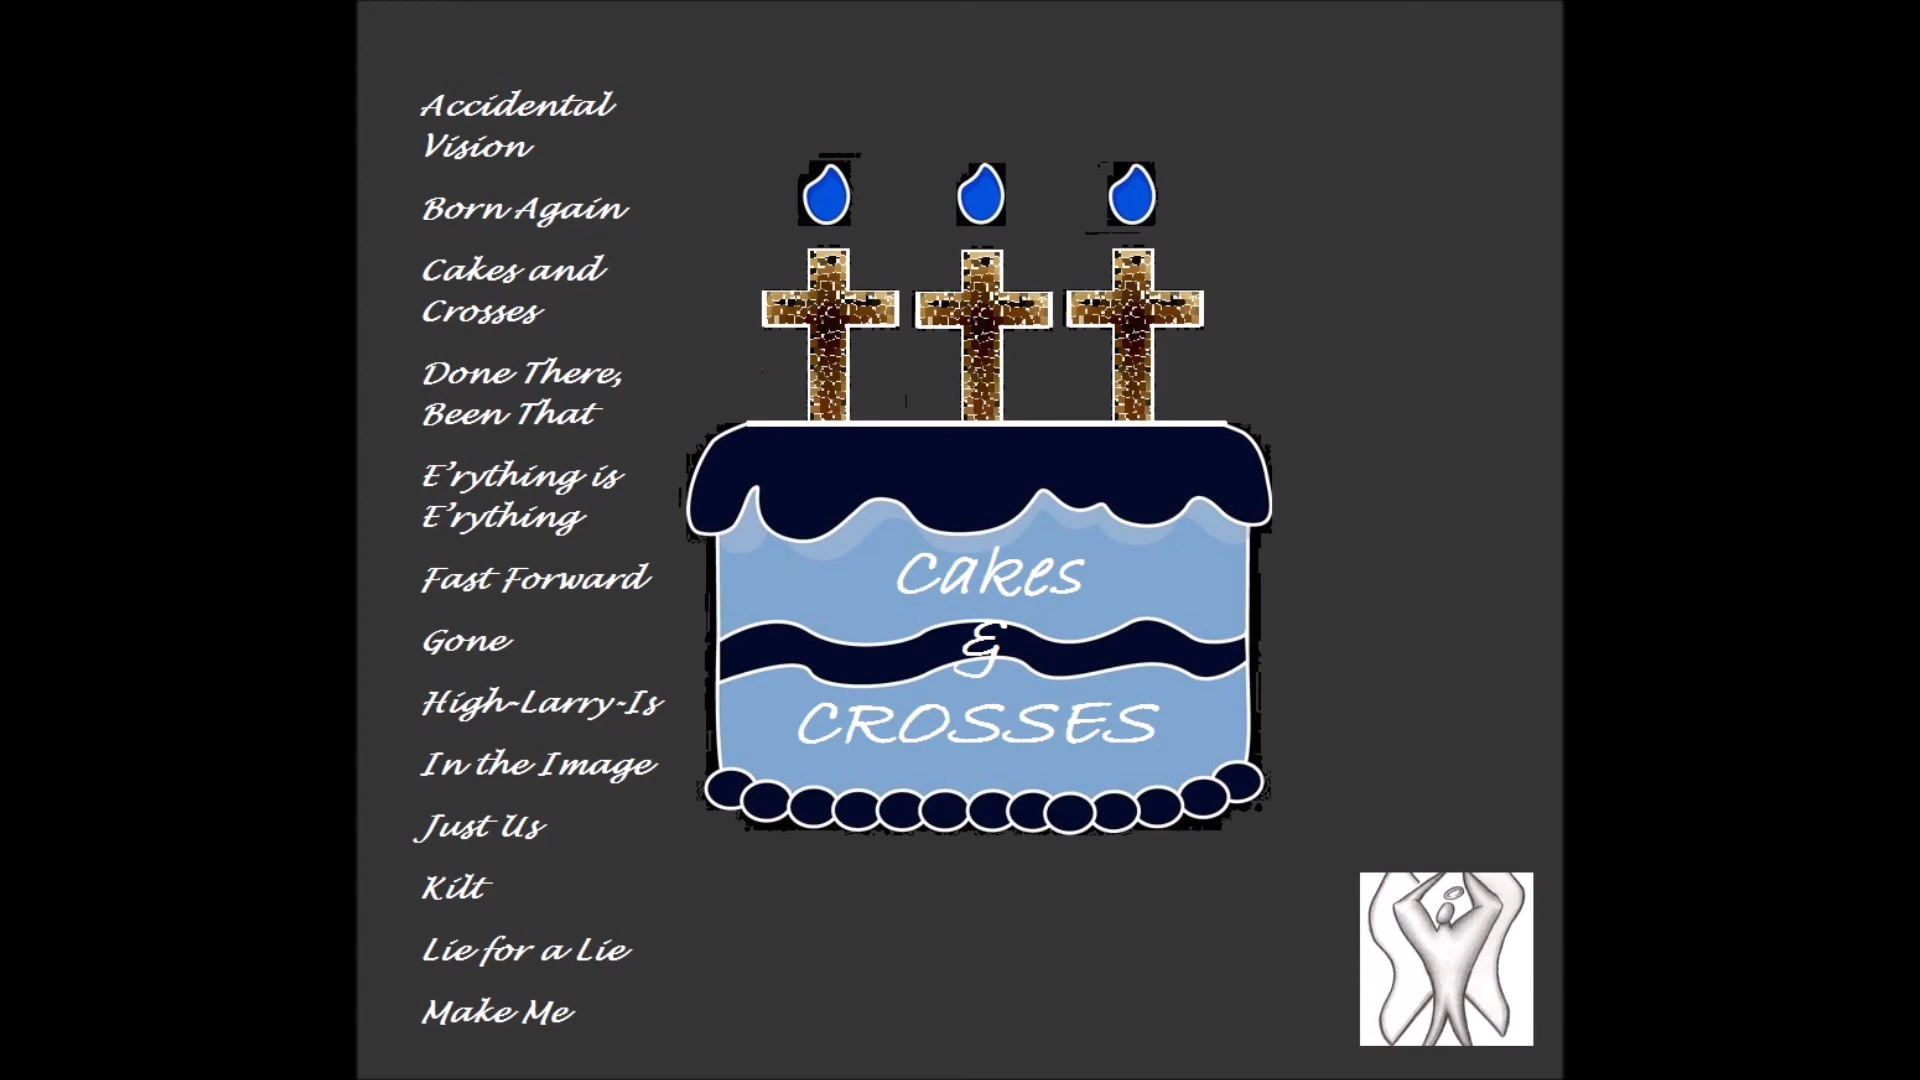 Accidental
Vision
Born Again
Cakes and
Crosses
Done There,
Been That
E'rything is
E'rything
Fast Forward
Gone
High-Larry-Is
In the Image
Just Us
Kilt
Lie for a Lie
Make Me
Cakes
&
CROSSES